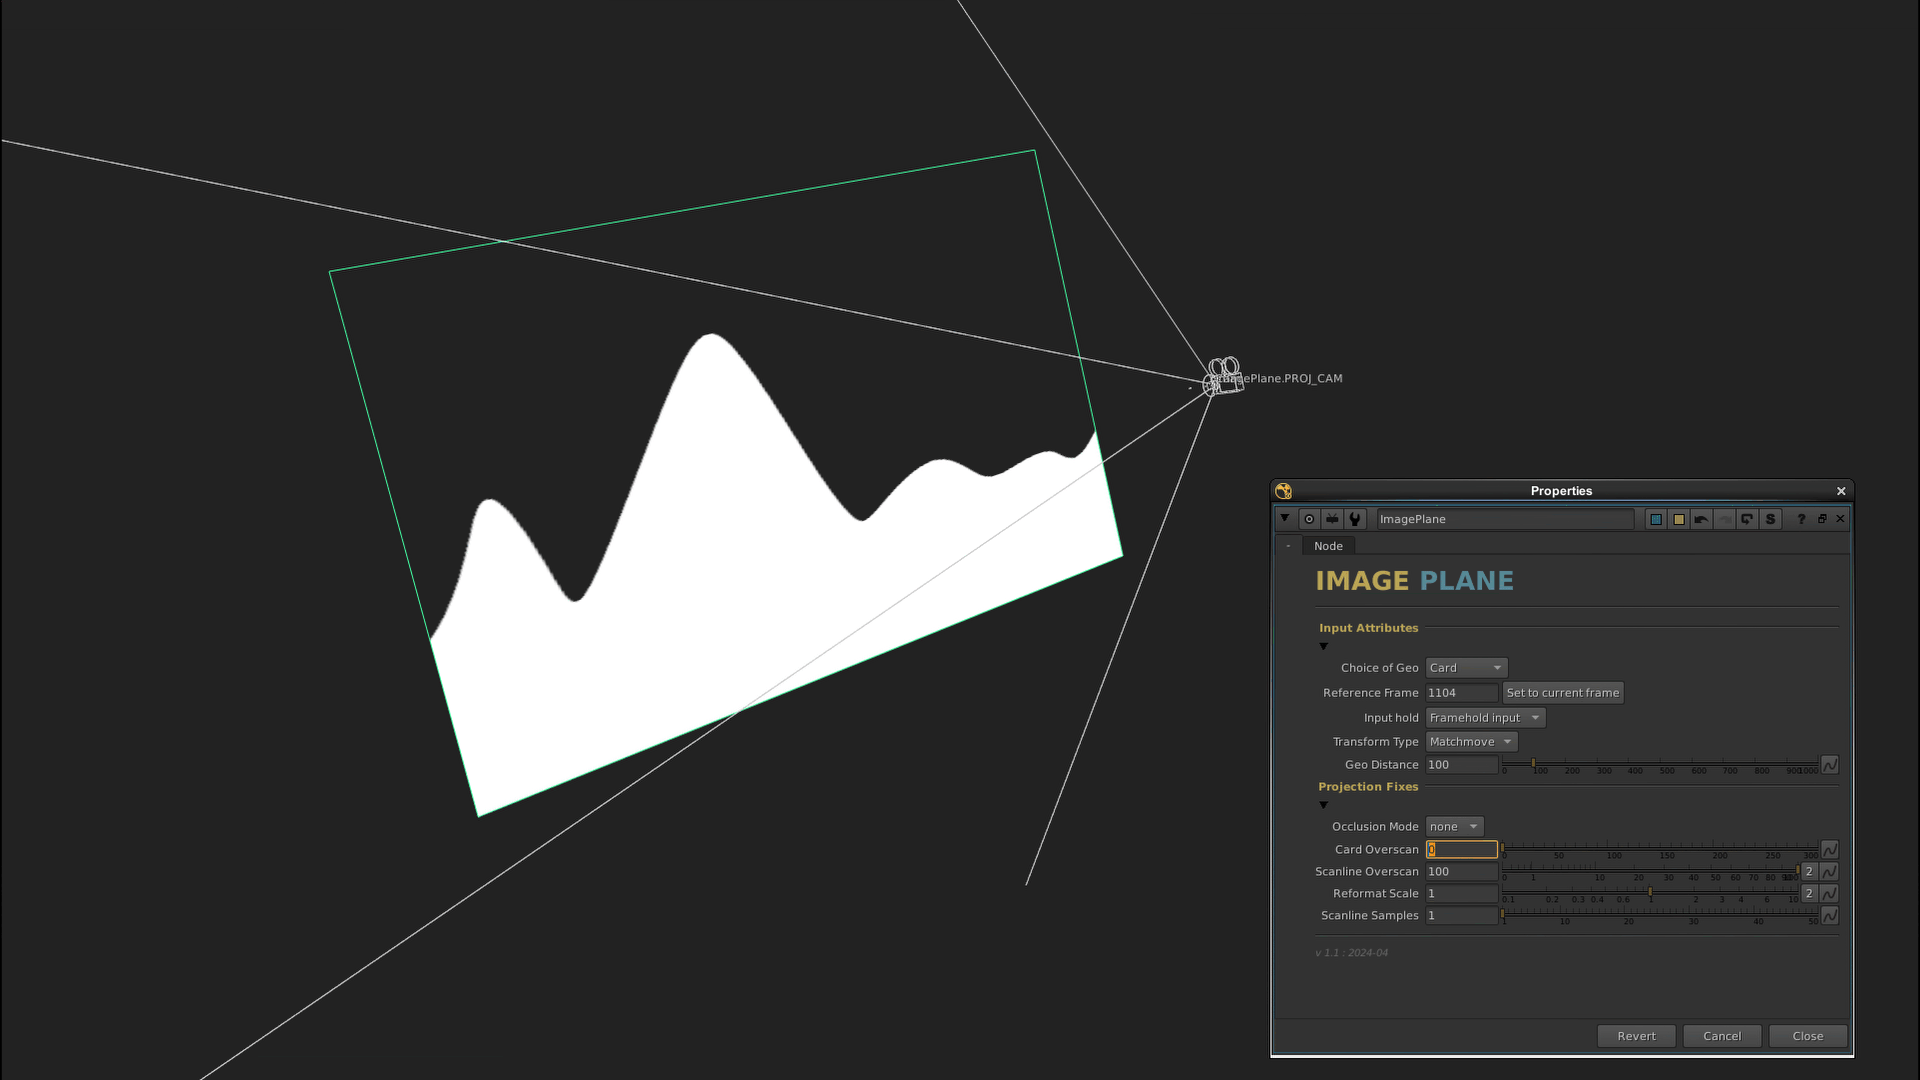 ImagePlane.PROJ_CAM
Properties
ImagePlane
S ?
- Node
IMAGE PLANE
Input Attributes
Choice of Geo Card
Reference Frame 1104 Set to current frame
Input hold Framehold input
Transform Type Matchmove
Geo Distance 100 0 100 200 300 400 500 600 700 800 900 1000
Projection Fixes
Occlusion Mode none
Card Overscan 0 0 50 100 150 200 250 300
Scanline Overscan 100 0 1 10 20 30 40 50 60 70 80 2
Reformat Scale 1 0.1 0.2 0.3 0.4 0.6 1 2 3 4 6 10 2
Scanline Samples 1 1 10 20 30 40 50
v 1.1 : 2024-04
Revert Cancel Close